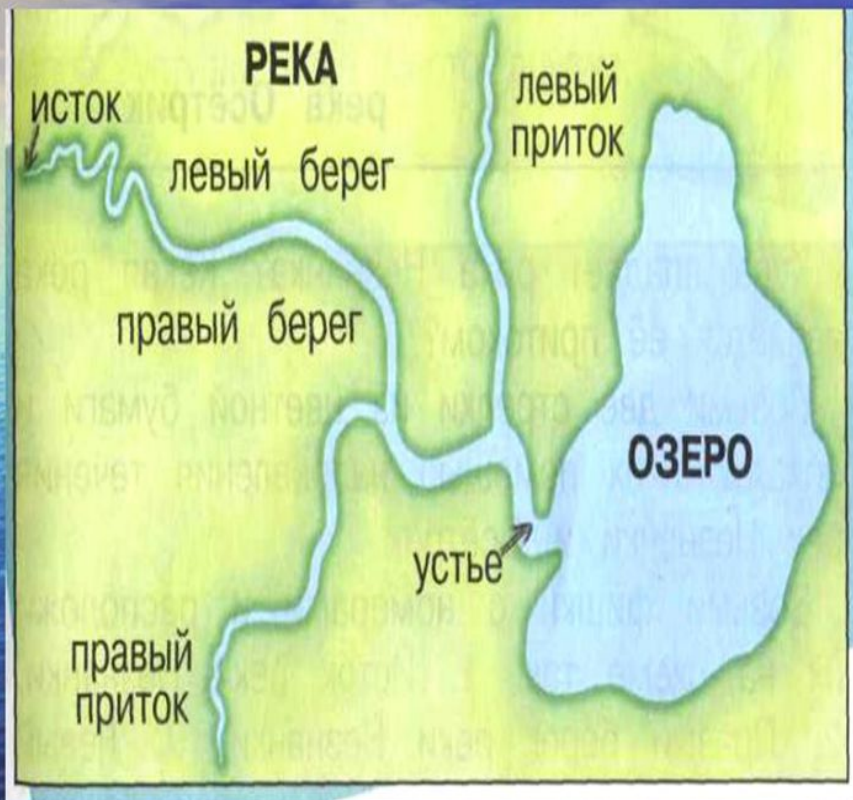 РЕКА
исток
левый берег
левый
приток
правый берег
ОЗЕРО
устье
правый
приток